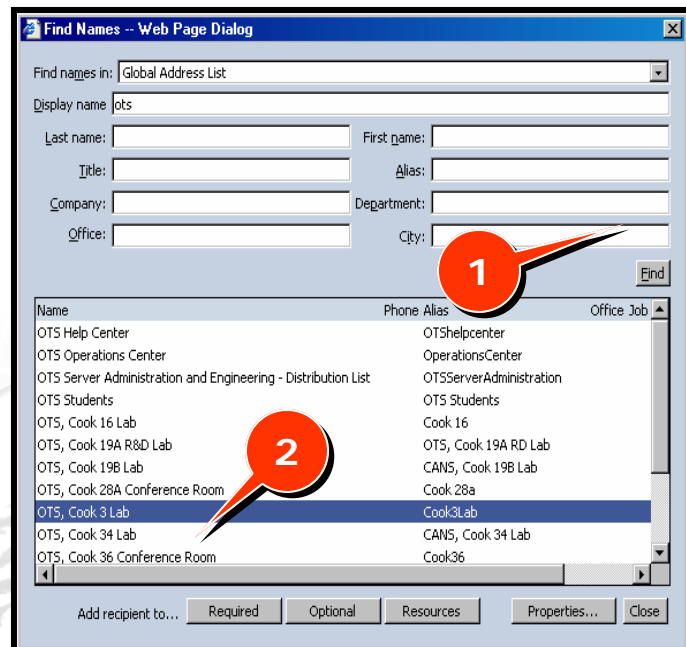 Find Names -- Web Page Dialog
Find names in: Global Address List
Display name ots
Last name: First name:
Title: Alias:
Company: Department:
Office: City:
1
Find
Name Phone Alias Office Job
OTS Help Center OTShelpcenter
OTS Operations Center OperationsCenter
OTS Server Administration and Engineering - Distribution List OTSServerAdministration
OTS Students OTS Students
OTS, Cook 16 Lab Cook 16
OTS, Cook 19A R&D Lab OTS, Cook 19A RD Lab
2
OTS, Cook 19B Lab CANS, Cook 19B Lab
OTS, Cook 28A Conference Room Cook 28a
OTS, Cook 3 Lab Cook3Lab
OTS, Cook 34 Lab CANS, Cook 34 Lab
OTS, Cook 36 Conference Room Cook36
Add recipient to... Required Optional Resources Properties... Close